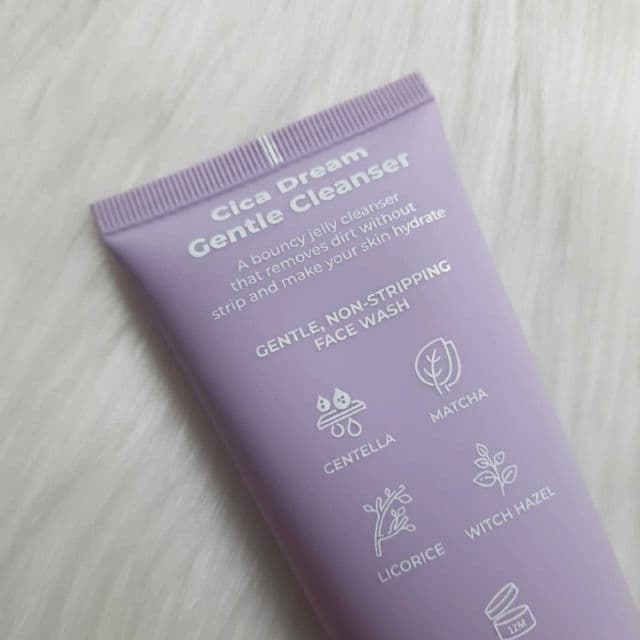 Cica Dream
Gentle Cleanser
A bouncy jelly cleanser
that removes dirt without
strip and make your skin hydrate
GENTLE, NON-STRIPPING
FACE WASH
CENTELLA
MATCHA
LICORICE
WITCH HAZEL
12M